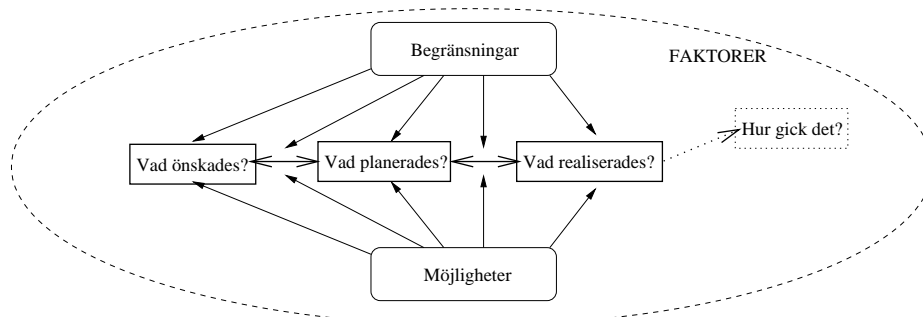 Begränsningar
FAKTORER
Hur gick det?
Vad önskades?
Vad planerades?
Vad realiserades?
Möjligheter